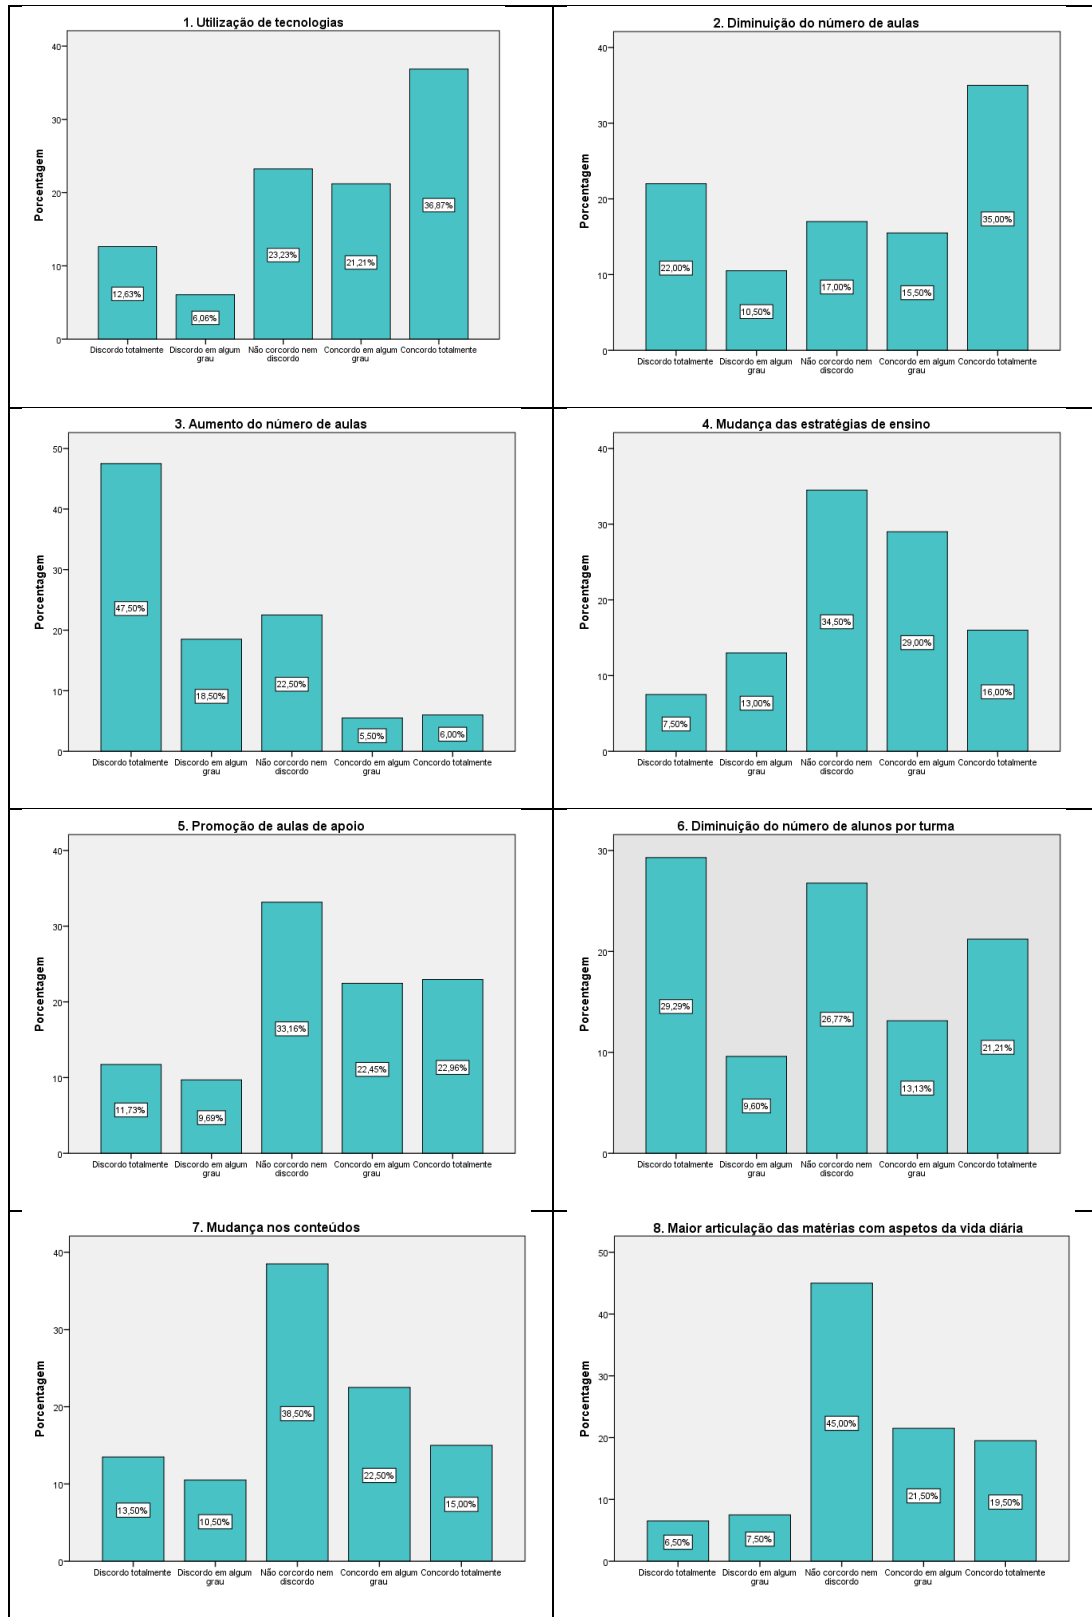 1. Utilização de tecnologias
Porcentagem
40
30
20
10
0
12,63%
6,06%
23,23%
21,21%
36,87%
Discordo totalmente
Discordo em algum
grau
Não corcordo nem
discordo
Concordo em algum
grau
Concordo totalmente
2. Diminuição do número de aulas
Porcentagem
40
30
20
10
0
22,00%
10,50%
17,00%
15,50%
35,00%
Discordo totalmente
Discordo em algum
grau
Não corcordo nem
discordo
Concordo em algum
grau
Concordo totalmente
3. Aumento do número de aulas
Porcentagem
50
40
30
20
10
0
47,50%
18,50%
22,50%
5,50%
6,00%
Discordo totalmente
Discordo em algum
grau
Não corcordo nem
discordo
Concordo em algum
grau
Concordo totalmente
4. Mudança das estratégias de ensino
Porcentagem
40
30
20
10
0
7,50%
13,00%
34,50%
29,00%
16,00%
Discordo totalmente
Discordo em algum
grau
Não corcordo nem
discordo
Concordo em algum
grau
Concordo totalmente
5. Promoção de aulas de apoio
Porcentagem
40
30
20
10
0
11,73%
9,69%
33,16%
22,45%
22,96%
Discordo totalmente
Discordo em algum
grau
Não corcordo nem
discordo
Concordo em algum
grau
Concordo totalmente
6. Diminuição do número de alunos por turma
Porcentagem
30
20
10
0
29,29%
9,60%
26,77%
13,13%
21,21%
Discordo totalmente
Discordo em algum
grau
Não corcordo nem
discordo
Concordo em algum
grau
Concordo totalmente
7. Mudança nos conteúdos
Porcentagem
40
30
20
10
0
13,50%
10,50%
38,50%
22,50%
15,00%
Discordo totalmente
Discordo em algum
grau
Não corcordo nem
discordo
Concordo em algum
grau
Concordo totalmente
8. Maior articulação das matérias com aspetos da vida diária
Porcentagem
50
40
30
20
10
0
6,50%
7,50%
45,00%
21,50%
19,50%
Discordo totalmente
Discordo em algum
grau
Não corcordo nem
discordo
Concordo em algum
grau
Concordo totalmente